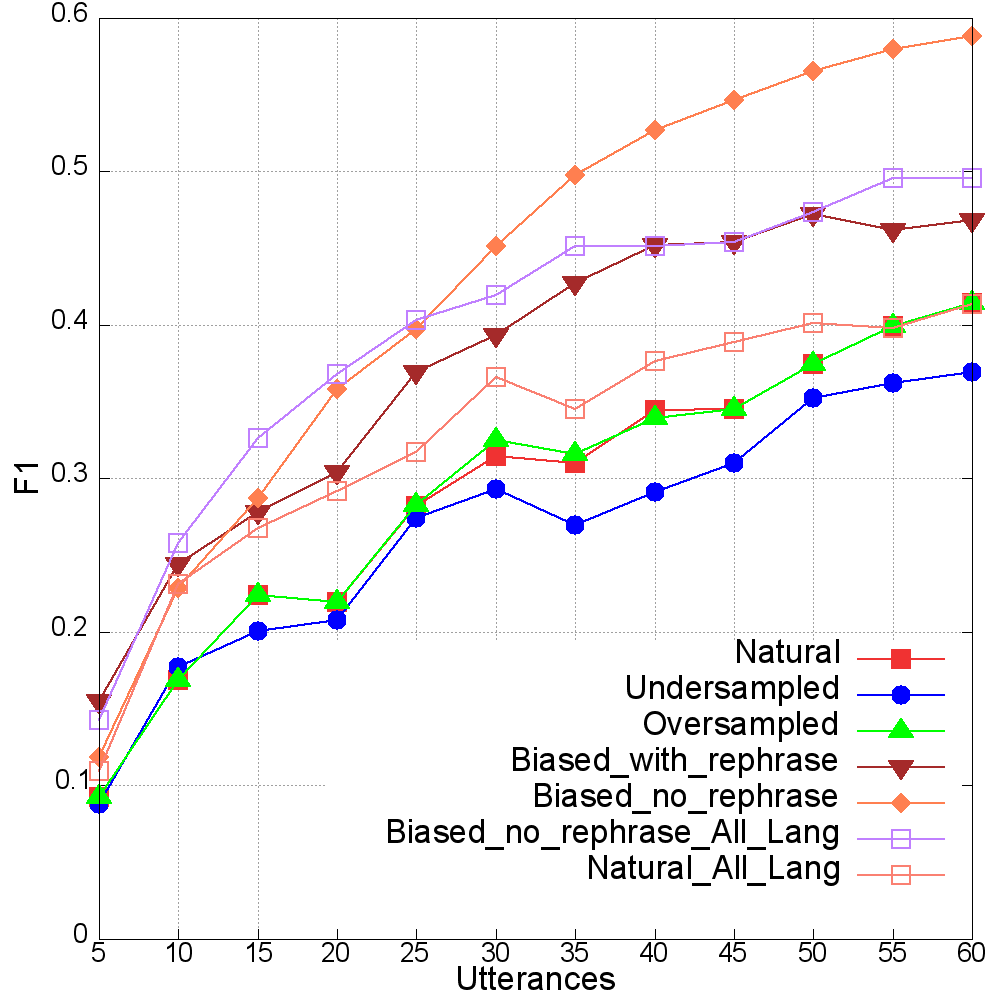 0.6
0.5
0.4
0.3
0.2
0.1
0
F1
Natural
Undersampled
Oversampled
Biased_with_rephrase
Biased_no_rephrase
Biased_no_rephrase_All_Lang
Natural_All_Lang
5 10 15 20 25 30 35 40 45 50 55 60
Utterances